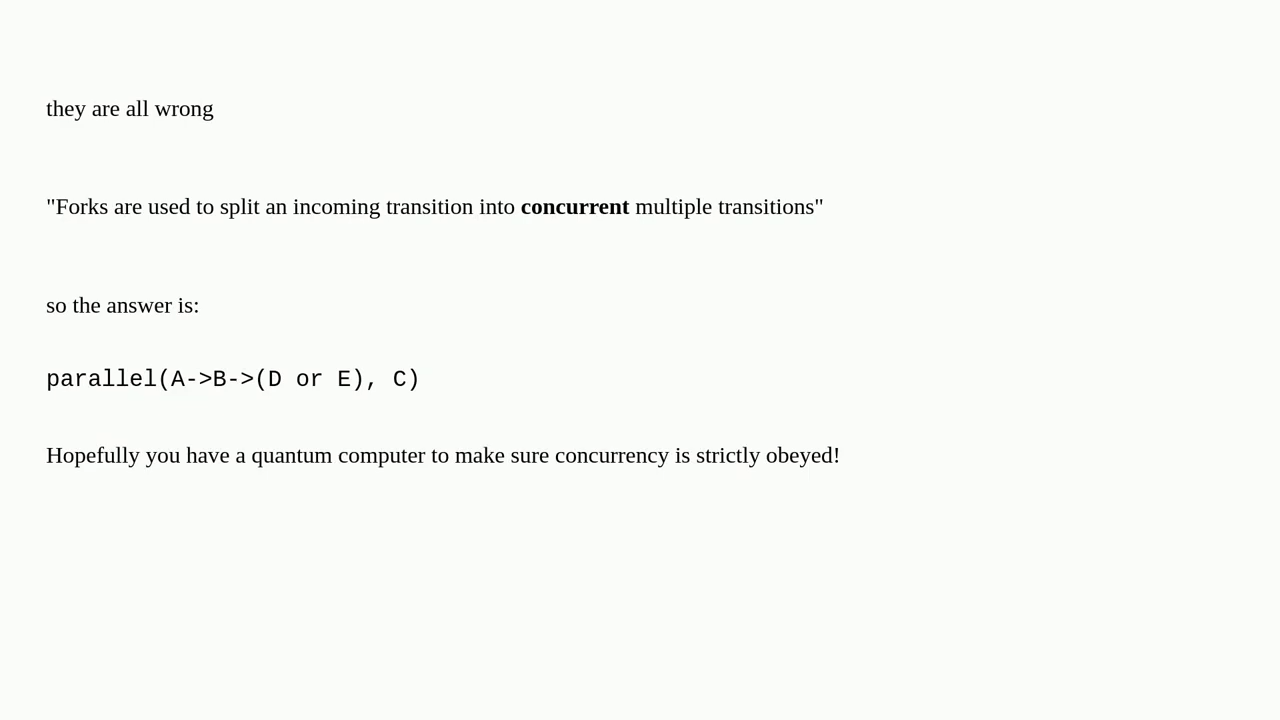 they are all wrong
"Forks are used to split an incoming transition into concurrent multiple transitions"
so the answer is:
parallel(A->B->(D or E), C)
Hopefully you have a quantum computer to make sure concurrency is strictly obeyed!